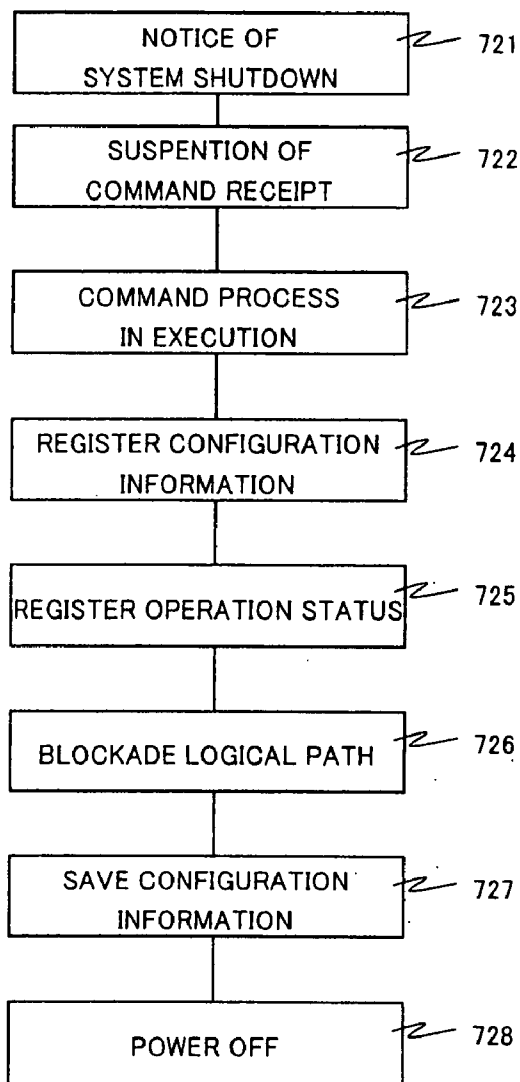 NOTICE OF
SYSTEM SHUTDOWN
721
SUSPENTION OF
COMMAND RECEIPT
722
COMMAND PROCESS
IN EXECUTION
723
REGISTER CONFIGURATION
INFORMATION
724
REGISTER OPERATION STATUS
725
BLOCKADE LOGICAL PATH
726
SAVE CONFIGURATION
INFORMATION
727
POWER OFF
728